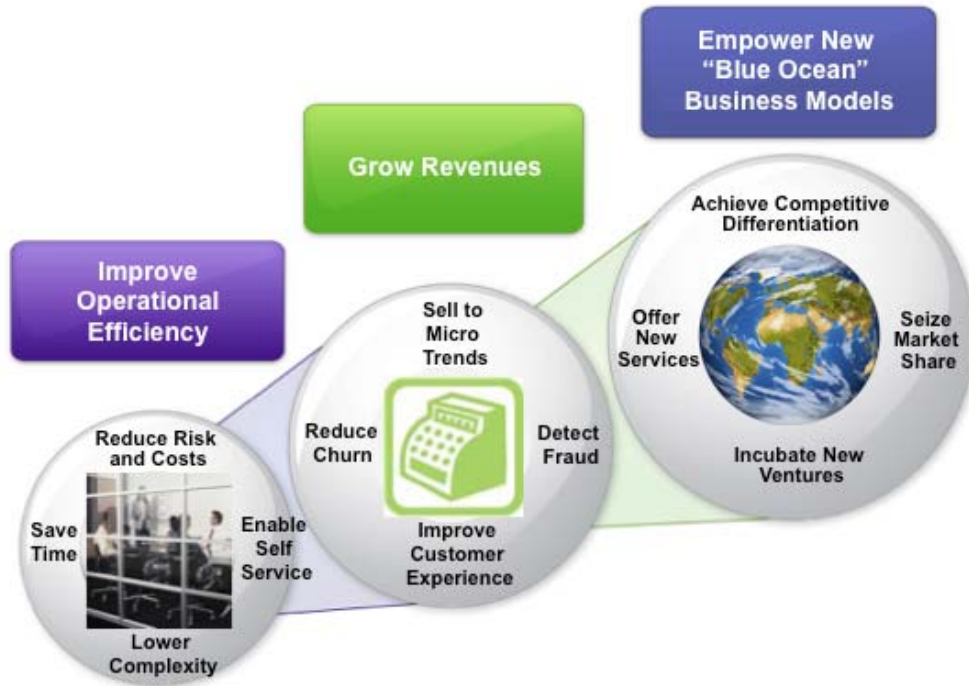 Empower New
“Blue Ocean”
Business Models
Grow Revenues
Improve
Operational
Efficiency
Achieve Competitive
Differentiation
Offer
New
Services
Seize
Market
Share
Incubate New
Ventures
Sell to
Micro
Trends
Reduce
Churn
Detect
Fraud
Improve
Customer
Experience
Reduce Risk
and Costs
Save
Time
Enable
Self
Service
Lower
Complexity